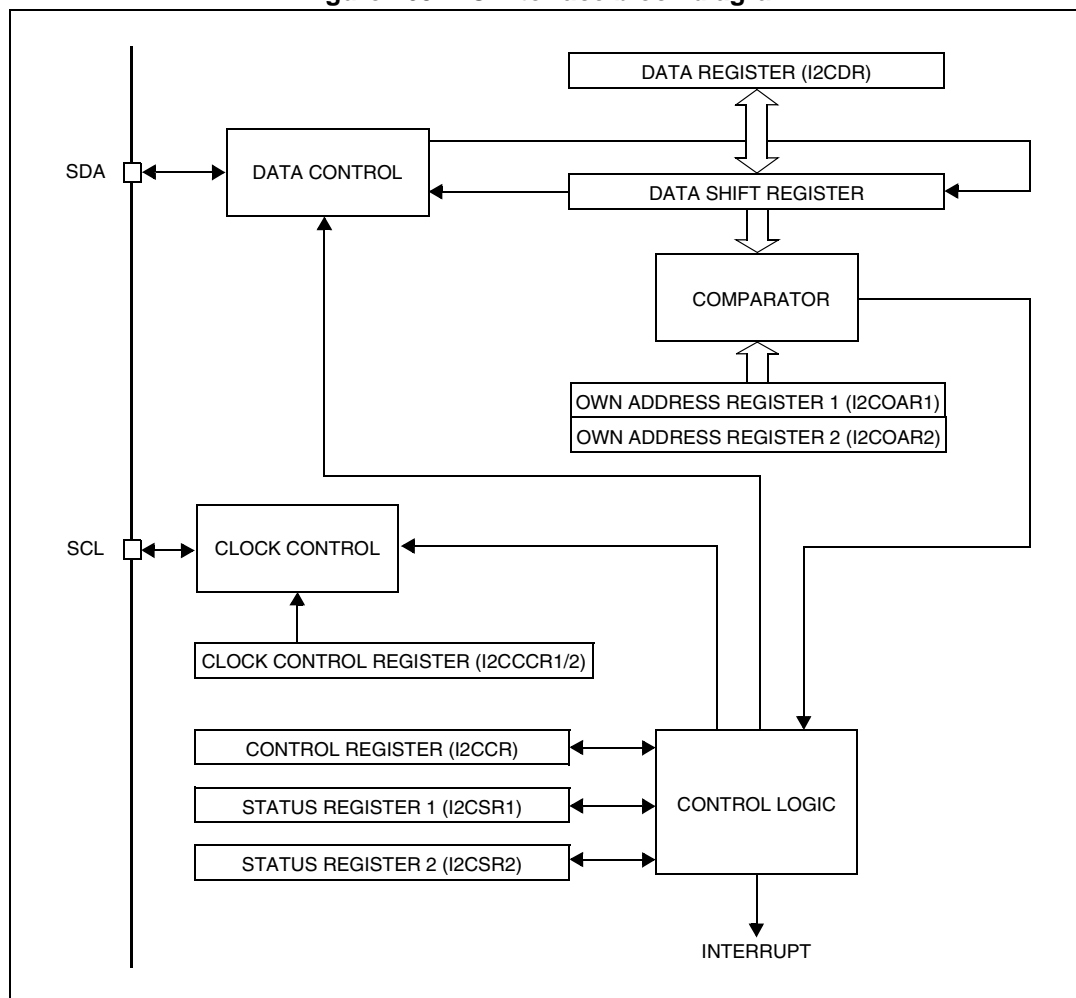 DATA REGISTER (I2CDR)
SDA
DATA CONTROL
DATA SHIFT REGISTER
COMPARATOR
OWN ADDRESS REGISTER 1 (I2COAR1)
OWN ADDRESS REGISTER 2 (I2COAR2)
SCL
CLOCK CONTROL
CLOCK CONTROL REGISTER (I2CCCR1/2)
CONTROL REGISTER (I2CCR)
STATUS REGISTER 1 (I2CSR1)
CONTROL LOGIC
STATUS REGISTER 2 (I2CSR2)
INTERRUPT